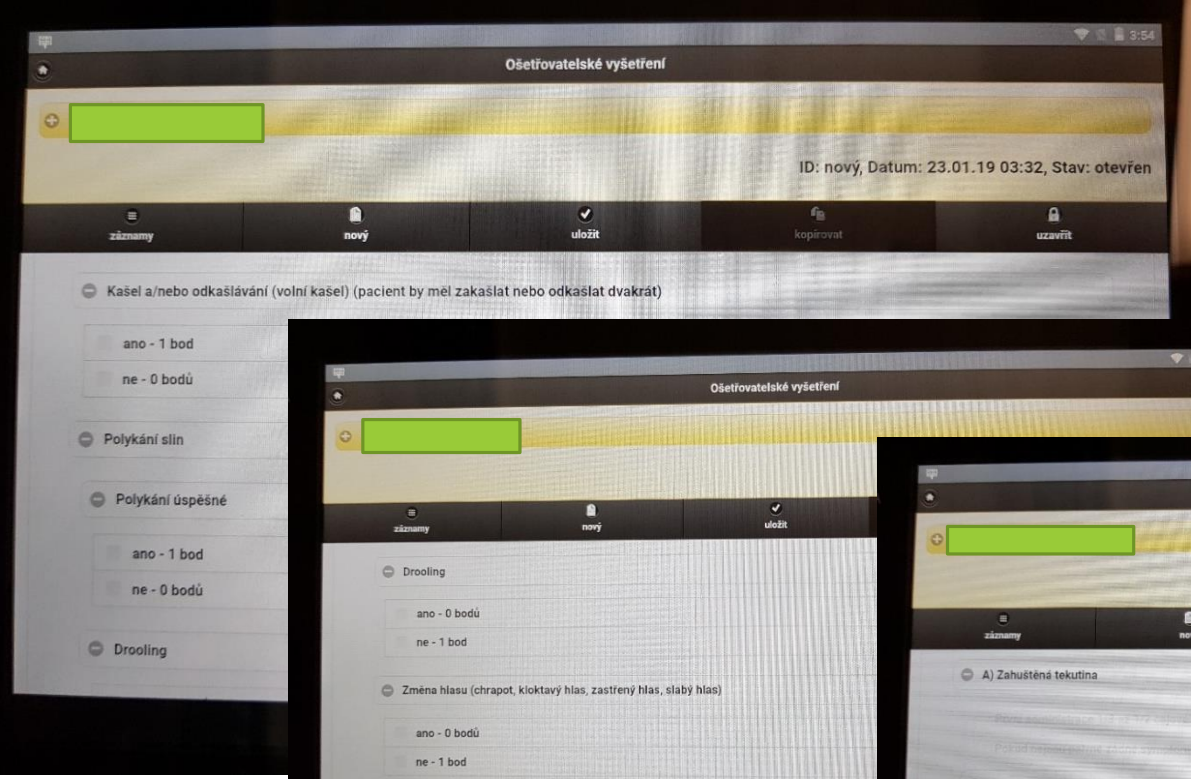 3:54
Ošetřovatelské vyšetření
ID: nový, Datum: 23.01.19 03:32, Stav: otevřen
záznamy
nový
uložit
kopírovat
uzavřít
Kašel a/nebo odkašlávání (volní kašel) (pacient by měl zakašlat nebo odkašlat dvakrát)
ano - 1 bod
ne - 0 bodů
Polykání slin
Polykání úspěšné
ano - 1 bod
ne - 0 bodů
Drooling
Ošetřovatelské vyšetření
záznamy
nový
uložit
Drooling
ano - 0 bodů
ne - 1 bod
Změna hlasu (chrapot, kloktavý hlas, zastřený hlas, slabý hlas)
ano - 0 bodů
ne - 1 bod
záznamy
A) Zahuštěná tekutina